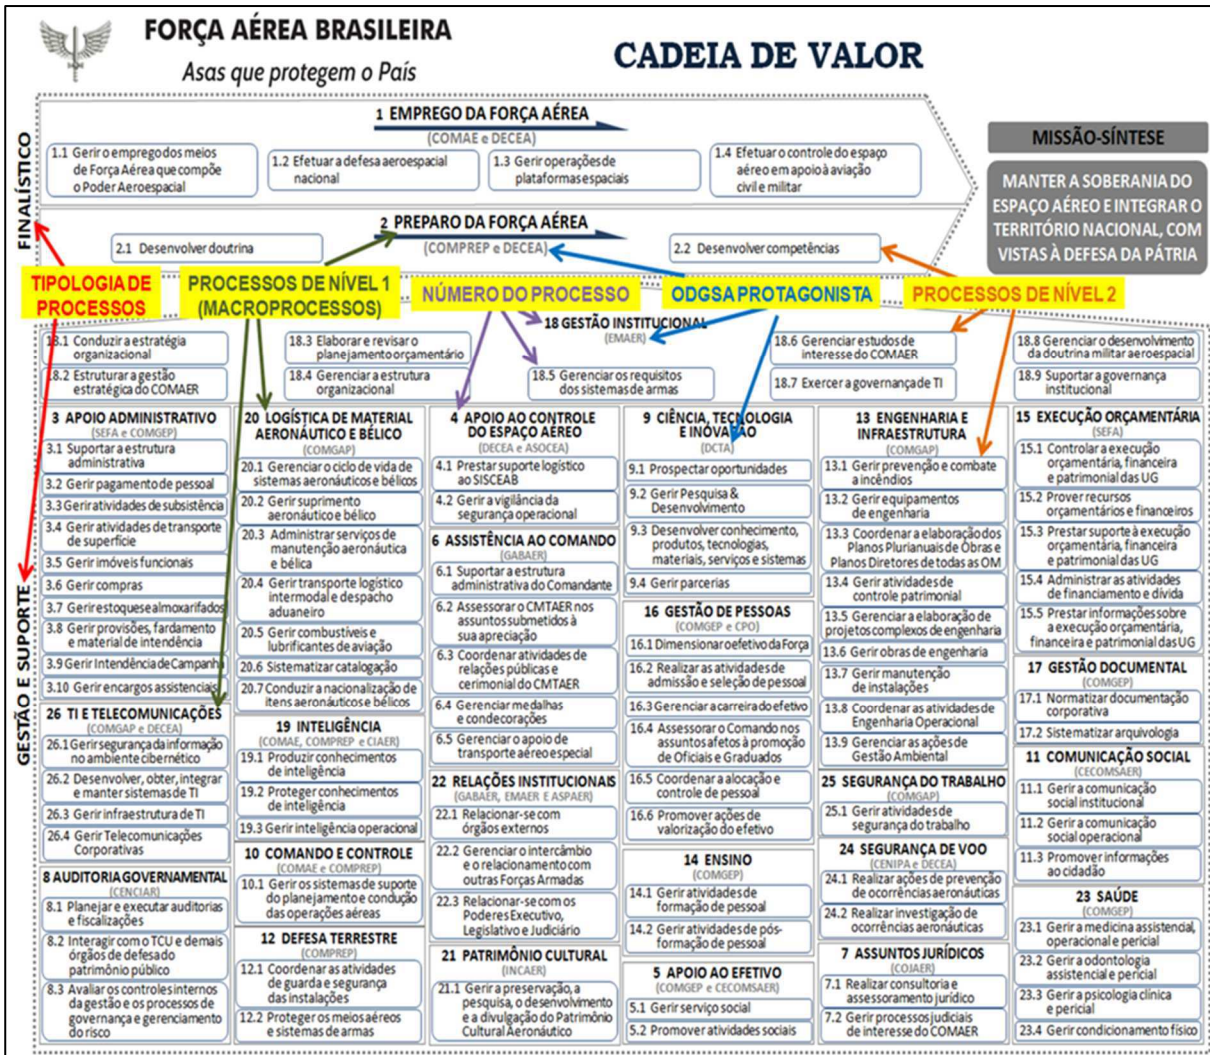 FORÇA AÉREA BRASILEIRA
Asas que protegem o País
CADEIA DE VALOR
FINALÍSTICO
1 EMPREGO DA FORÇA AÉREA
(COMAE e DECEA)
1.1 Gerir o emprego dos meios
de Força Aérea que compõe
o Poder Aeroespacial
1.2 Efetuar a defesa aeroespacial
nacional
1.3 Gerir operações de
plataformas espaciais
1.4 Efetuar o controle do espaço
aéreo em apoio à aviação
civil e militar
2 PREPARO DA FORÇA AÉREA
(COMPREP e DECEA)
2.1 Desenvolver doutrina
2.2 Desenvolver competências
MISSÃO-SÍNTESE
MANTER A SOBERANIA DO
ESPAÇO AÉREO E INTEGRAR O
TERRITÓRIO NACIONAL, COM
VISTAS À DEFESA DA PÁTRIA
TIPOLOGIA DE
PROCESSOS
PROCESSOS DE NÍVEL 1
(MACROPROCESSOS)
NÚMERO DO PROCESSO
ODGSA PROTAGONISTA
PROCESSOS DE NÍVEL 2
GESTÃO E SUPORTE
18 GESTÃO INSTITUCIONAL
(EMAER)
18.1 Conduzir a estratégia
organizacional
18.2 Estruturar a gestão
estratégica do COMAER
18.3 Elaborar e revisar o
planejamento orçamentário
18.4 Gerenciar a estrutura
organizacional
18.5 Gerenciar os requisitos
dos sistemas de armas
18.6 Gerenciar estudos de
interesse do COMAER
18.7 Exercer a governança de TI
18.8 Gerenciar o desenvolvimento
da doutrina militar aeroespacial
18.9 Suportar a governança
institucional
3 APOIO ADMINISTRATIVO
(SEFA e COMGEP)
3.1 Suportar a estrutura
administrativa
3.2 Gerir pagamento de pessoal
3.3 Gerir atividades de subsistência
3.4 Gerir atividades de transporte
de superfície
3.5 Gerir imóveis funcionais
3.6 Gerir compras
3.7 Gerir estoques e almoxarifados
3.8 Gerir provisões, fardamento
e material de intendência
3.9 Gerir Intendência de Campanha
3.10 Gerir encargos assistenciais
26 TI E TELECOMUNICAÇÕES
(COMGAP e DECEA)
26.1 Gerir segurança da informação
no ambiente cibernético
26.2 Desenvolver, obter, integrar
e manter sistemas de TI
26.3 Gerir infraestrutura de TI
26.4 Gerir Telecomunicações
Corporativas
8 AUDITORIA GOVERNAMENTAL
(CENCIAR)
8.1 Planejar e executar auditorias
e fiscalizações
8.2 Interagir com o TCU e demais
órgãos de defesa do
patrimônio público
8.3 Avaliar os controles internos
da gestão e os processos de
governança e gerenciamento
do risco
20 LOGÍSTICA DE MATERIAL
AERONÁUTICO E BÉLICO
(COMGAP)
20.1 Gerenciar o ciclo de vida de
sistemas aeronáuticos e bélicos
20.2 Gerir suprimento
aeronáutico e bélico
20.3 Administrar serviços de
manutenção aeronáutica
e bélica
20.4 Gerir transporte logístico
intermodal e despacho
aduaneiro
20.5 Gerir combustíveis e
lubrificantes de aviação
20.6 Sistematizar catalogação
20.7 Conduzir a nacionalização de
itens aeronáuticos e bélicos
19 INTELIGÊNCIA
(COMAE, COMPREP e CIAER)
19.1 Produzir conhecimentos
de inteligência
19.2 Proteger conhecimentos
de inteligência
19.3 Gerir inteligência operacional
10 COMANDO E CONTROLE
(COMAE e COMPREP)
10.1 Gerir os sistemas de suporte
do planejamento e condução
das operações aéreas
12 DEFESA TERRESTRE
(COMPREP)
12.1 Coordenar as atividades
de guarda e segurança
das instalações
12.2 Proteger os meios aéreos
e sistemas de armas
4 APOIO AO CONTROLE
DO ESPAÇO AÉREO
(DECEA e ASOCEA)
4.1 Prestar suporte logístico
ao SISCEAB
4.2 Gerir a vigilância da
segurança operacional
6 ASSISTÊNCIA AO COMANDO
(GABAER)
6.1 Suportar a estrutura
administrativa do Comandante
6.2 Assessorar o CMTAER nos
assuntos submetidos à
sua apreciação
6.3 Coordenar atividades de
relações públicas e
cerimonial do CMTAER
6.4 Gerenciar medalhas
e condecorações
6.5 Gerenciar o apoio de
transporte aéreo especial
22 RELAÇÕES INSTITUCIONAIS
(GABAER, EMAER E ASPAER)
22.1 Relacionar-se com
órgãos externos
22.2 Gerenciar o intercâmbio
e o relacionamento com
outras Forças Armadas
22.3 Relacionar-se com os
Poderes Executivo,
Legislativo e Judiciário
21 PATRIMÔNIO CULTURAL
(INCAER)
21.1 Gerir a preservação, a
pesquisa, o desenvolvimento
e a divulgação do Patrimônio
Cultural Aeronáutico
9 CIÊNCIA, TECNOLOGIA
E INOVAÇÃO
(DCTA)
9.1 Prospectar oportunidades
9.2 Gerir Pesquisa &
Desenvolvimento
9.3 Desenvolver conhecimento,
produtos, tecnologias,
materiais, serviços e sistemas
9.4 Gerir parcerias
16 GESTÃO DE PESSOAS
(COMGEP e CPO)
16.1 Dimensionar o efetivo da Força
16.2 Realizar as atividades de
admissão e seleção de pessoal
16.3 Gerenciar a carreira do efetivo
16.4 Assessorar o Comando nos
assuntos afetos à promoção
de Oficiais e Graduados
16.5 Coordenar a alocação e
controle de pessoal
16.6 Promover ações de
valorização do efetivo
14 ENSINO
(COMGEP)
14.1 Gerir atividades de
formação de pessoal
14.2 Gerir atividades de pós-
formação de pessoal
5 APOIO AO EFETIVO
(COMGEP e CECOMSAER)
5.1 Gerir serviço social
5.2 Promover atividades sociais
13 ENGENHARIA E
INFRAESTRUTURA
(COMGAP)
13.1 Gerir prevenção e combate
a incêndios
13.2 Gerir equipamentos
de engenharia
13.3 Coordenar a elaboração dos
Planos Plurianuais de Obras e
Planos Diretores de todas as OM
13.4 Gerir atividades de
controle patrimonial
13.5 Gerenciar a elaboração de
projetos complexos de engenharia
13.6 Gerir obras de engenharia
13.7 Gerir manutenção
de instalações
13.8 Coordenar as atividades de
Engenharia Operacional
13.9 Gerenciar as ações de
Gestão Ambiental
25 SEGURANÇA DO TRABALHO
(COMGAP)
25.1 Gerir atividades de
segurança do trabalho
24 SEGURANÇA DE VOO
(CENIPA e DECEA)
24.1 Realizar ações de prevenção
de ocorrências aeronáuticas
24.2 Realizar investigação de
ocorrências aeronáuticas
7 ASSUNTOS JURÍDICOS
(COJAER)
7.1 Realizar consultoria e
assessoramento jurídico
7.2 Gerir processos judiciais
de interesse do COMAER
15 EXECUÇÃO ORÇAMENTÁRIA
(SEFA)
15.1 Controlar a execução
orçamentária, financeira
e patrimonial das UG
15.2 Prover recursos
orçamentários e financeiros
15.3 Prestar suporte à execução
orçamentária, financeira
e patrimonial das UG
15.4 Administrar as atividades
de financiamento e dívida
15.5 Prestar informações sobre
a execução orçamentária,
financeira e patrimonial das UG
17 GESTÃO DOCUMENTAL
(COMGEP)
17.1 Normatizar documentação
corporativa
17.2 Sistematizar arquivologia
11 COMUNICAÇÃO SOCIAL
(CECOMSAER)
11.1 Gerir a comunicação
social institucional
11.2 Gerir a comunicação
social operacional
11.3 Promover informações
ao cidadão
23 SAÚDE
(COMGEP)
23.1 Gerir a medicina assistencial,
operacional e pericial
23.2 Gerir a odontologia
assistencial e pericial
23.3 Gerir a psicologia clínica
e pericial
23.4 Gerir condicionamento físico